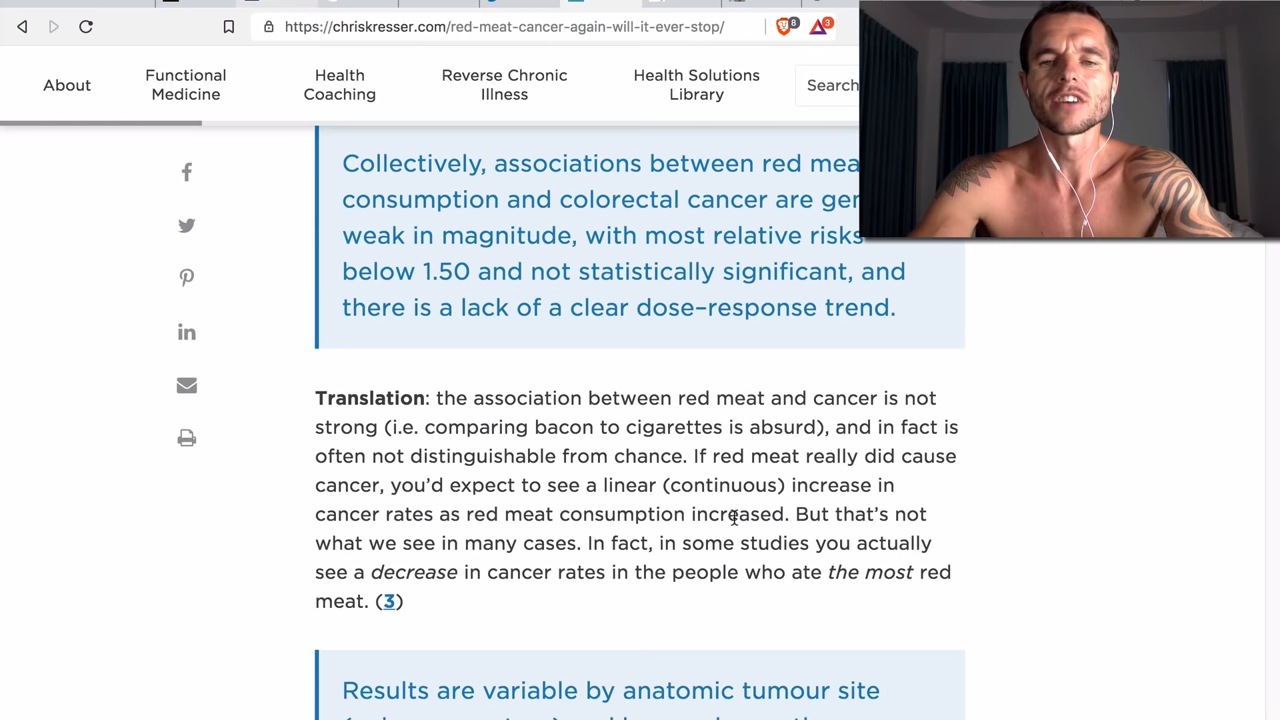 https://chriskresser.com/red-meat-cancer-again-will-it-ever-stop/
8
3
About
Functional
Medicine
Health
Coaching
Reverse Chronic
Illness
Health Solutions
Library
Search
Collectively, associations between red mea
consumption and colorectal cancer are gen
weak in magnitude, with most relative risks
below 1.50 and not statistically significant, and
there is a lack of a clear dose–response trend.
Translation: the association between red meat and cancer is not
strong (i.e. comparing bacon to cigarettes is absurd), and in fact is
often not distinguishable from chance. If red meat really did cause
cancer, you’d expect to see a linear (continuous) increase in
cancer rates as red meat consumption increased. But that’s not
what we see in many cases. In fact, in some studies you actually
see a decrease in cancer rates in the people who ate the most red
meat. (3)
Results are variable by anatomic tumour site